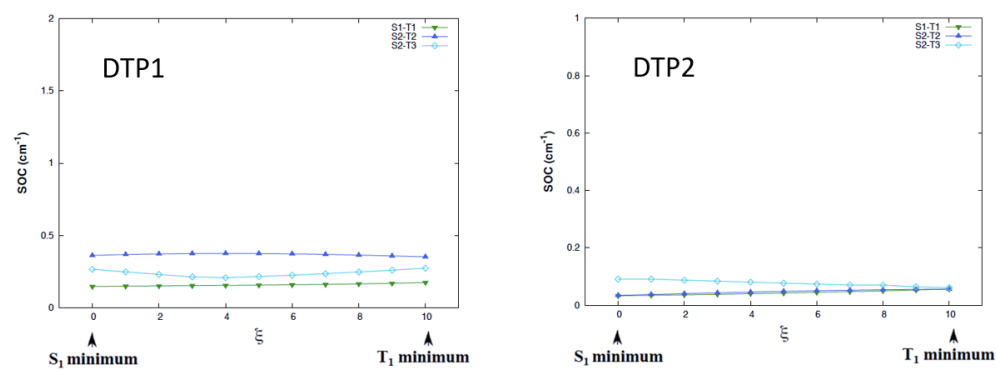 2
1.5
1
0.5
0
SOC (cm⁻¹)
DTP1
S1-T1
S2-T2
S2-T3
0 2 4 6 8 10
ξ
S₁ minimum
T₁ minimum
1
0.8
0.6
0.4
0.2
0
SOC (cm⁻¹)
DTP2
S1-T1
S2-T2
S2-T3
0 2 4 6 8 10
ξ
S₁ minimum
T₁ minimum